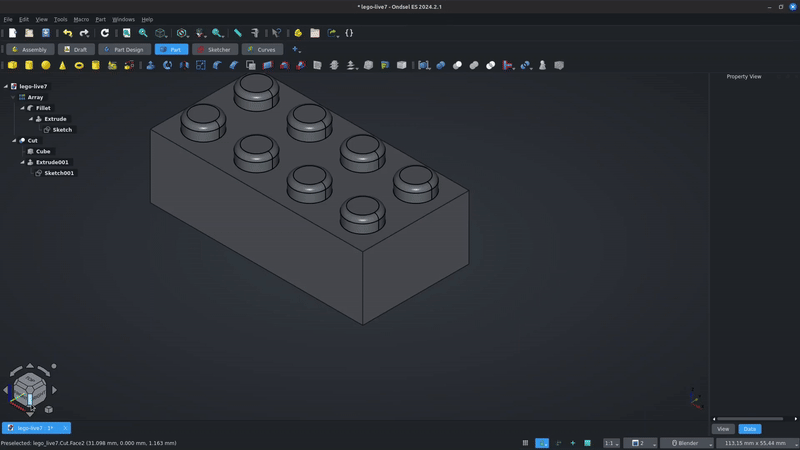 * lego-live7 - Ondsel ES 2024.2.1
File Edit View Tools Macro Part Windows Help
Assembly Draft Part Design Part Sketcher Curves
lego-live7
Array
Fillet
Extrude
Sketch
Cut
Cube
Extrude001
Sketch001
Property View
View Data
lego-live7 : 1*
Preselected: lego_live7.Cut.Face2 (31.098 mm, 0.000 mm, 1.163 mm)
1:1 2 Blender 113,15 mm x 55,44 mm